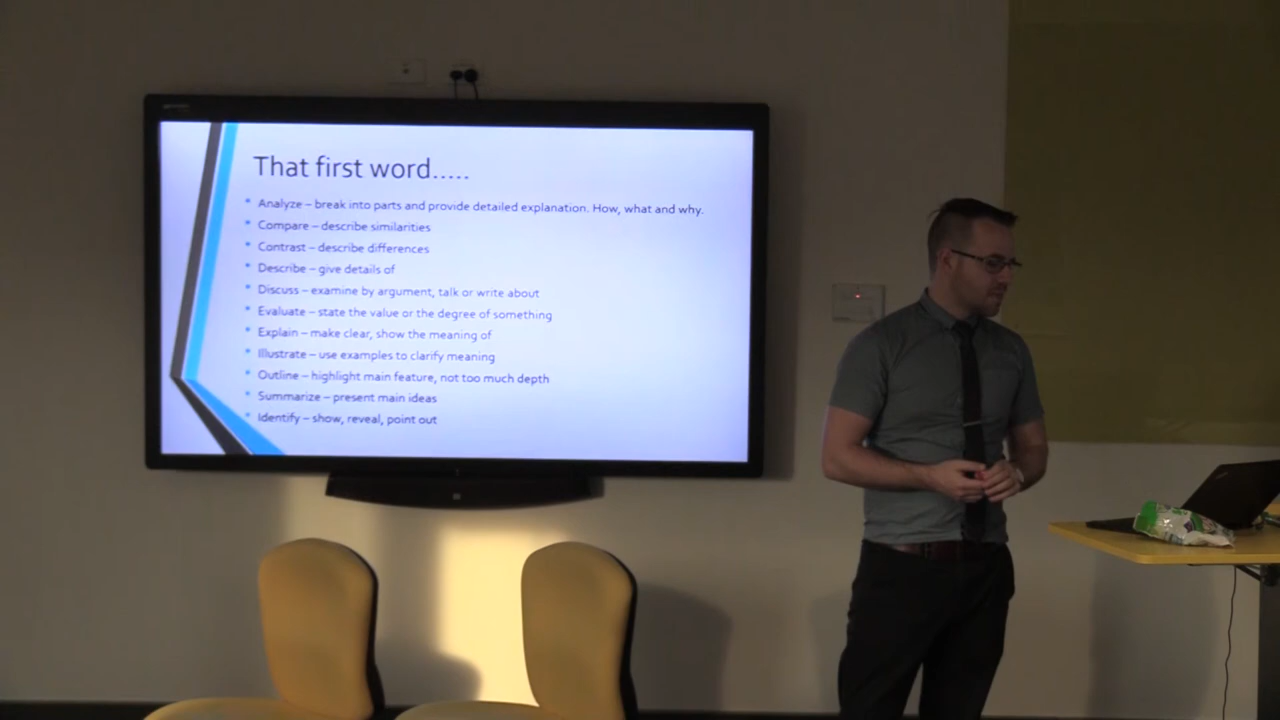 That first word.....
Analyze – break into parts and provide detailed explanation. How, what and why.
Compare – describe similarities
Contrast – describe differences
Describe – give details of
Discuss – examine by argument, talk or write about
Evaluate – state the value or the degree of something
Explain – make clear, show the meaning of
Illustrate – use examples to clarify meaning
Outline – highlight main feature, not too much depth
Summarize – present main ideas
Identify – show, reveal, point out